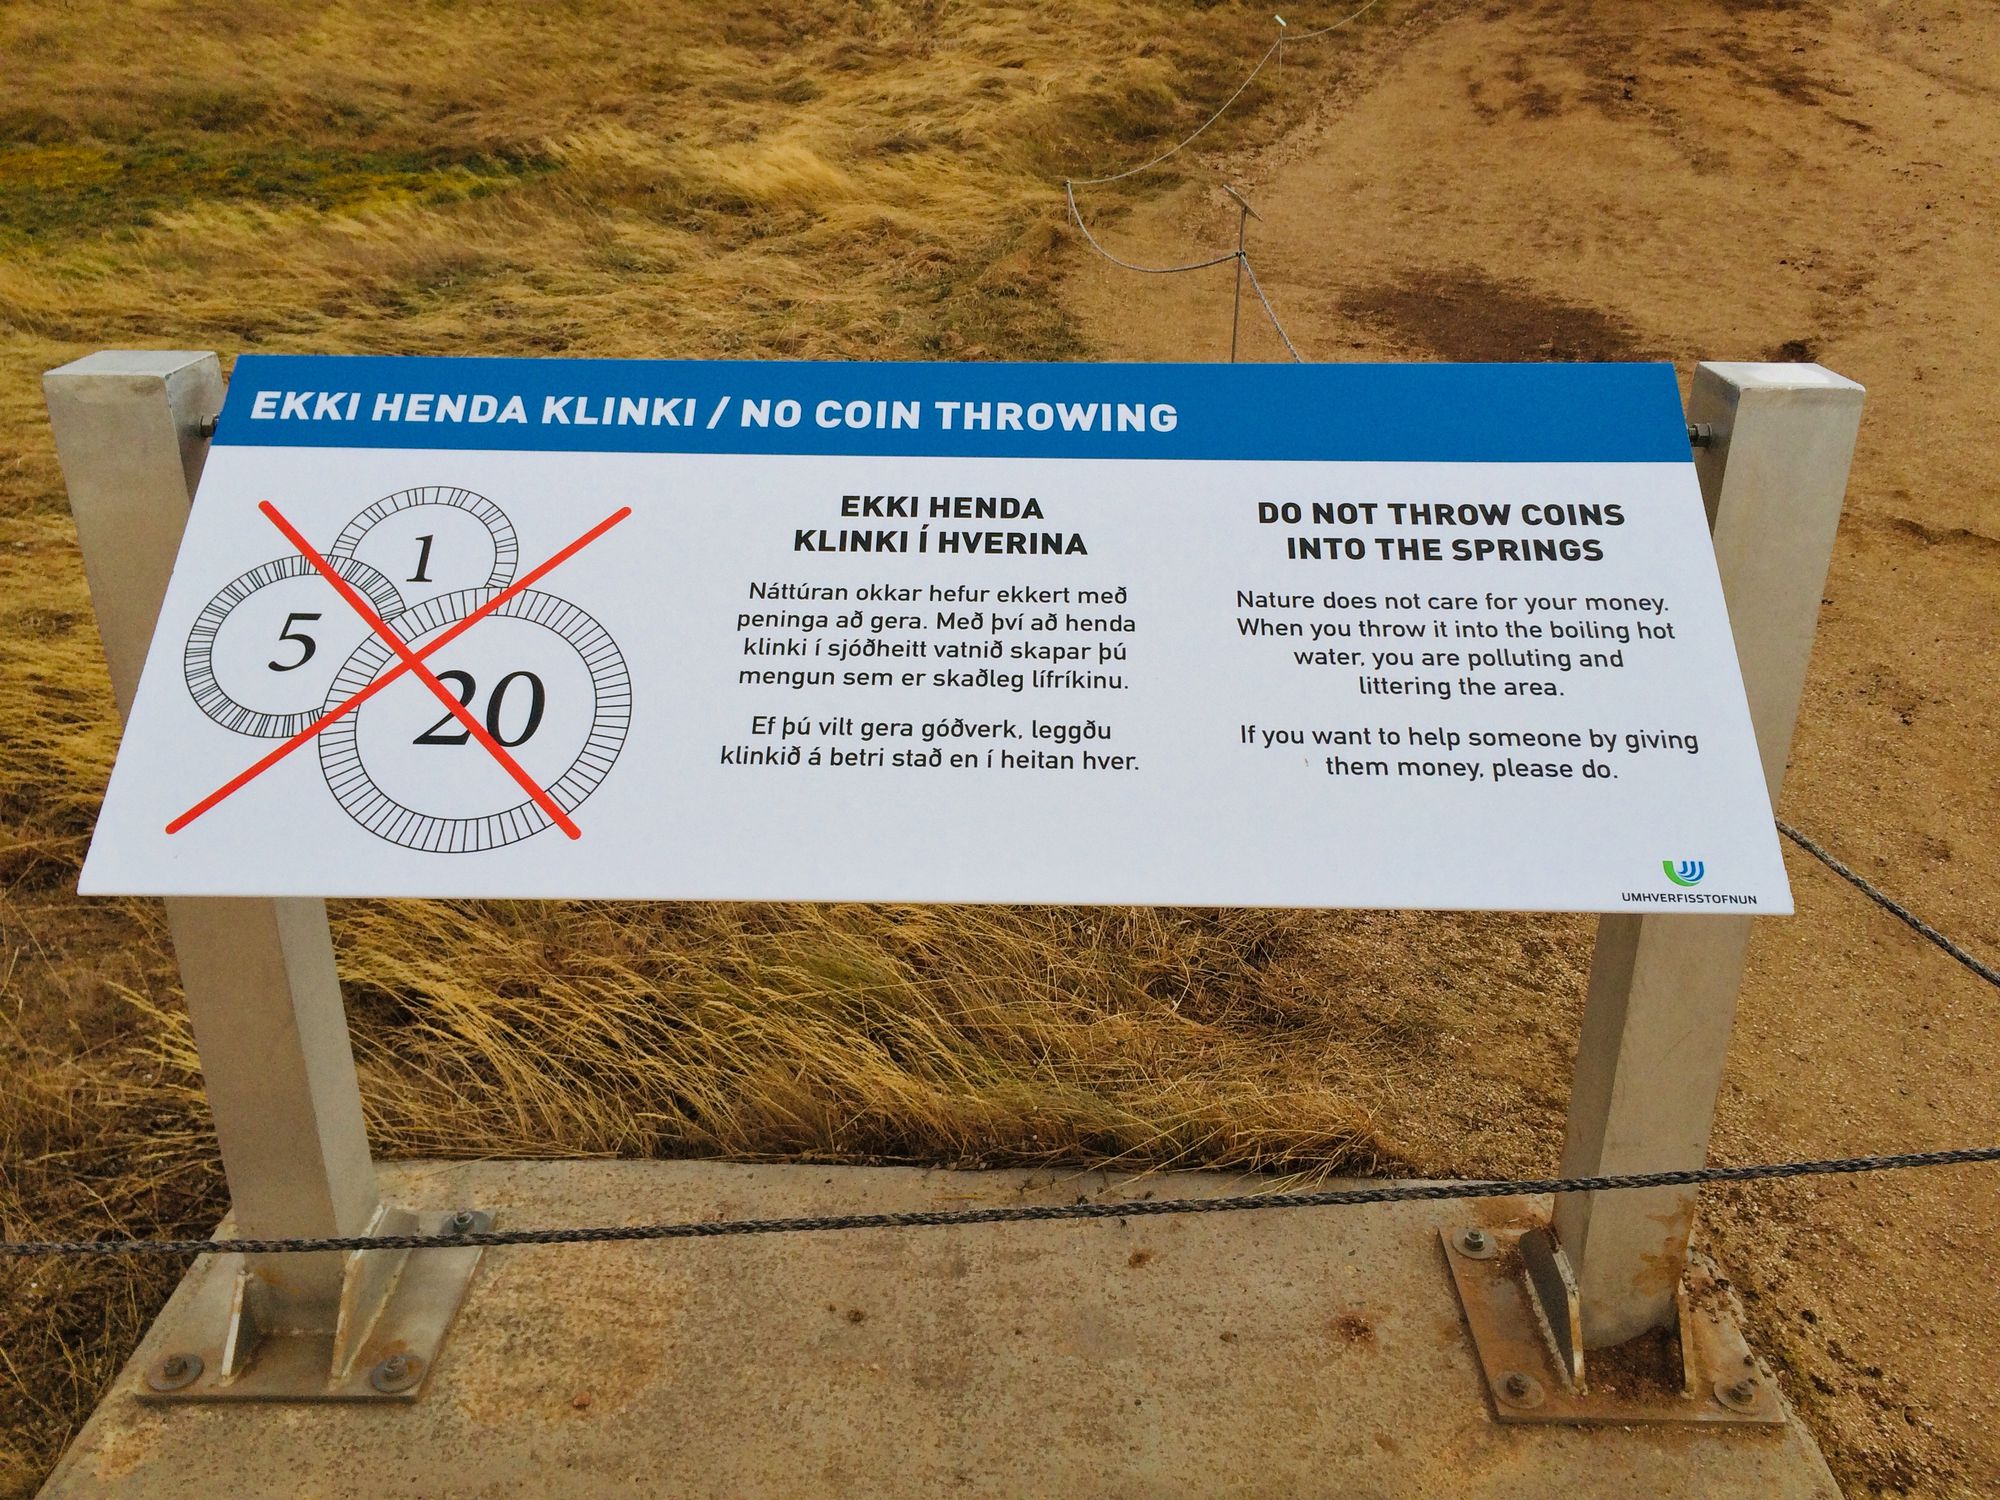 EKKI HENDA KLINKI / NO COIN THROWING
1
5
20
EKKI HENDA
KLINKI Í HVERINA
Náttúran okkar hefur ekkert með
peninga að gera. Með því að henda
klinki í sjóðheitt vatnið skapar þú
mengun sem er skaðleg lífríkinu.
Ef þú vilt gera góðverk, leggðu
klinkið á betri stað en í heitan hver.
DO NOT THROW COINS
INTO THE SPRINGS
Nature does not care for your money.
When you throw it into the boiling hot
water, you are polluting and
littering the area.
If you want to help someone by giving
them money, please do.
UMHVERFISSTOFNUN